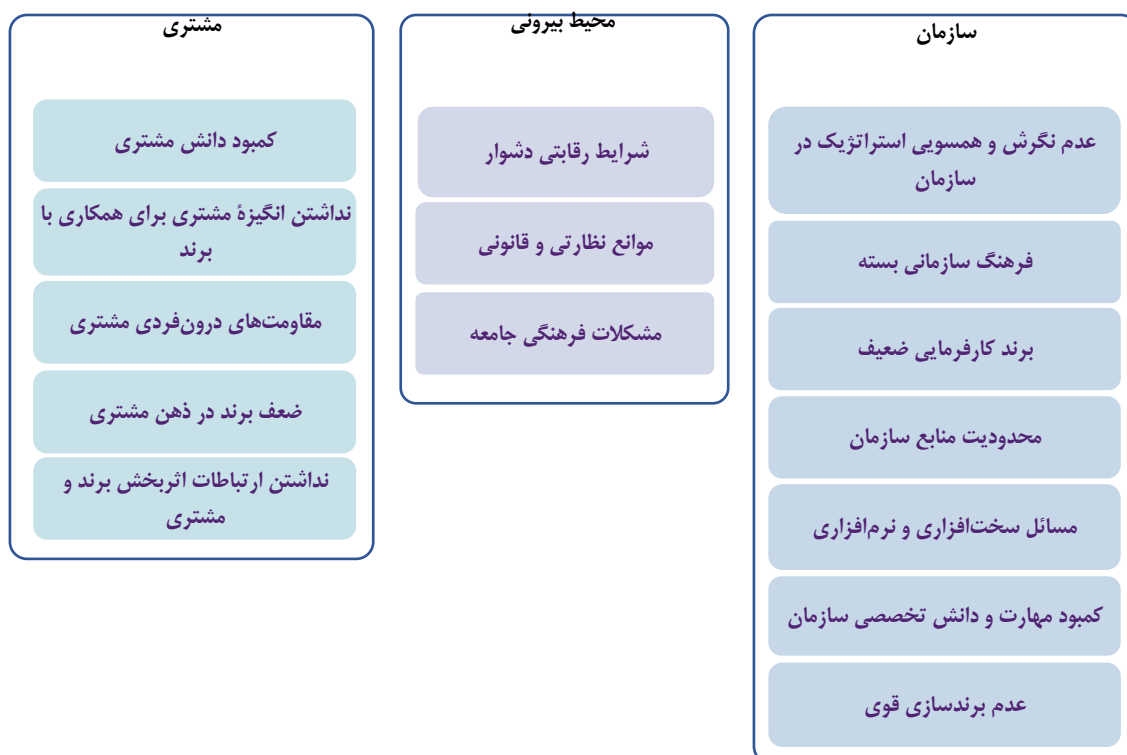 سازمان
عدم نگرش و همسویی استراتژیک در
سازمان
فرهنگ سازمانی بسته
برند کارفرمایی ضعیف
محدودیت منابع سازمان
مسائل سخت‌افزاری و نرم‌افزاری
کمبود مهارت و دانش تخصصی سازمان
عدم برندسازی قوی
محیط بیرونی
شرایط رقابتی دشوار
موانع نظارتی و قانونی
مشکلات فرهنگی جامعه
مشتری
کمبود دانش مشتری
نداشتن انگیزۀ مشتری برای همکاری با
برند
مقاومت‌های درون‌فردی مشتری
ضعف برند در ذهن مشتری
نداشتن ارتباطات اثربخش برند و
مشتری